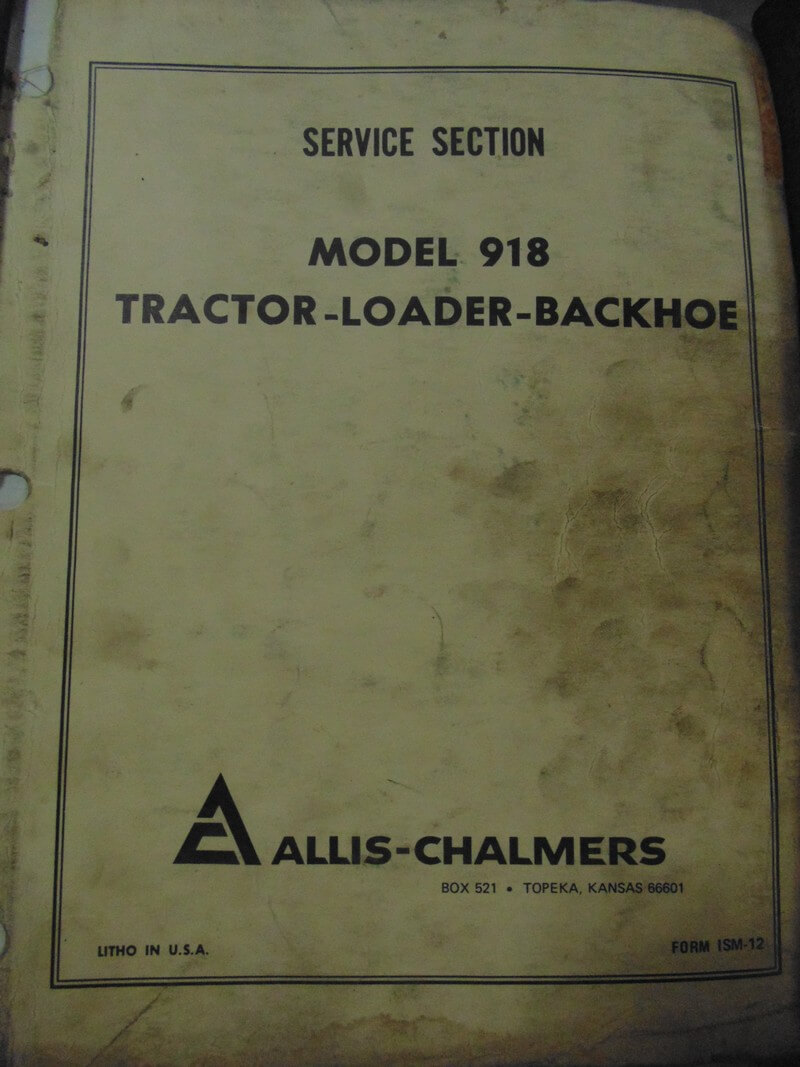 SERVICE SECTION
MODEL 918
TRACTOR-LOADER-BACKHOE
ALLIS-CHALMERS
BOX 521 • TOPEKA, KANSAS 66601
LITHO IN U.S.A.
FORM ISM-12